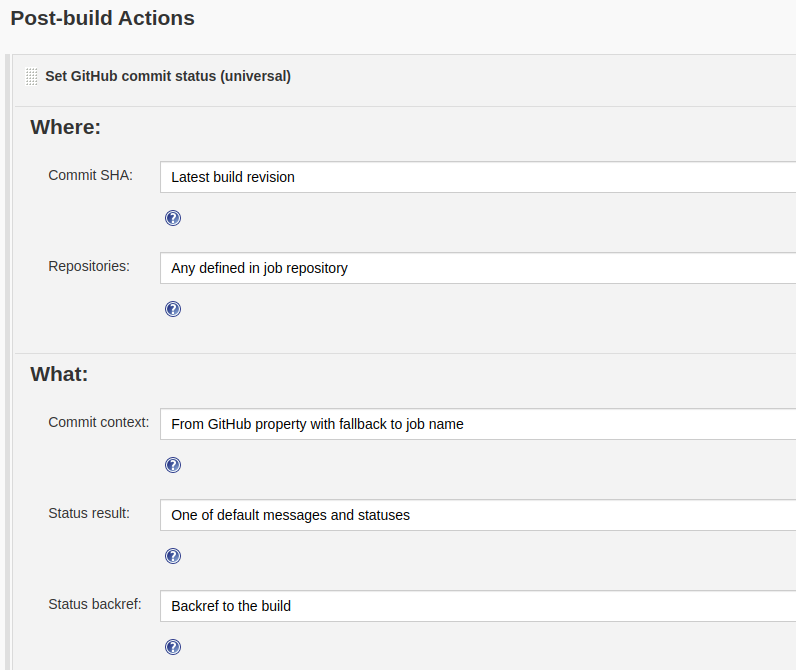 Post-build Actions
Set GitHub commit status (universal)
Where:
Commit SHA: Latest build revision
?
Repositories: Any defined in job repository
?
What:
Commit context: From GitHub property with fallback to job name
?
Status result: One of default messages and statuses
?
Status backref: Backref to the build
?